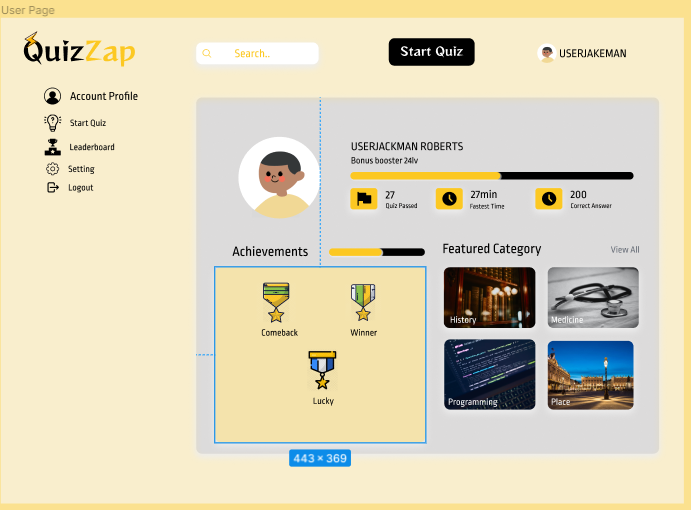 User Page
QuizZap
Search..
Start Quiz
USERJAKEMAN
Account Profile
Start Quiz
Leaderboard
Setting
Logout
USERJACKMAN ROBERTS
Bonus booster 24lv
27
Quiz Passed
27min
Fastest Time
200
Correct Answer
Achievements
Featured Category
View All
Comeback
Winner
Lucky
History
Medicine
Programming
Place
443 × 369